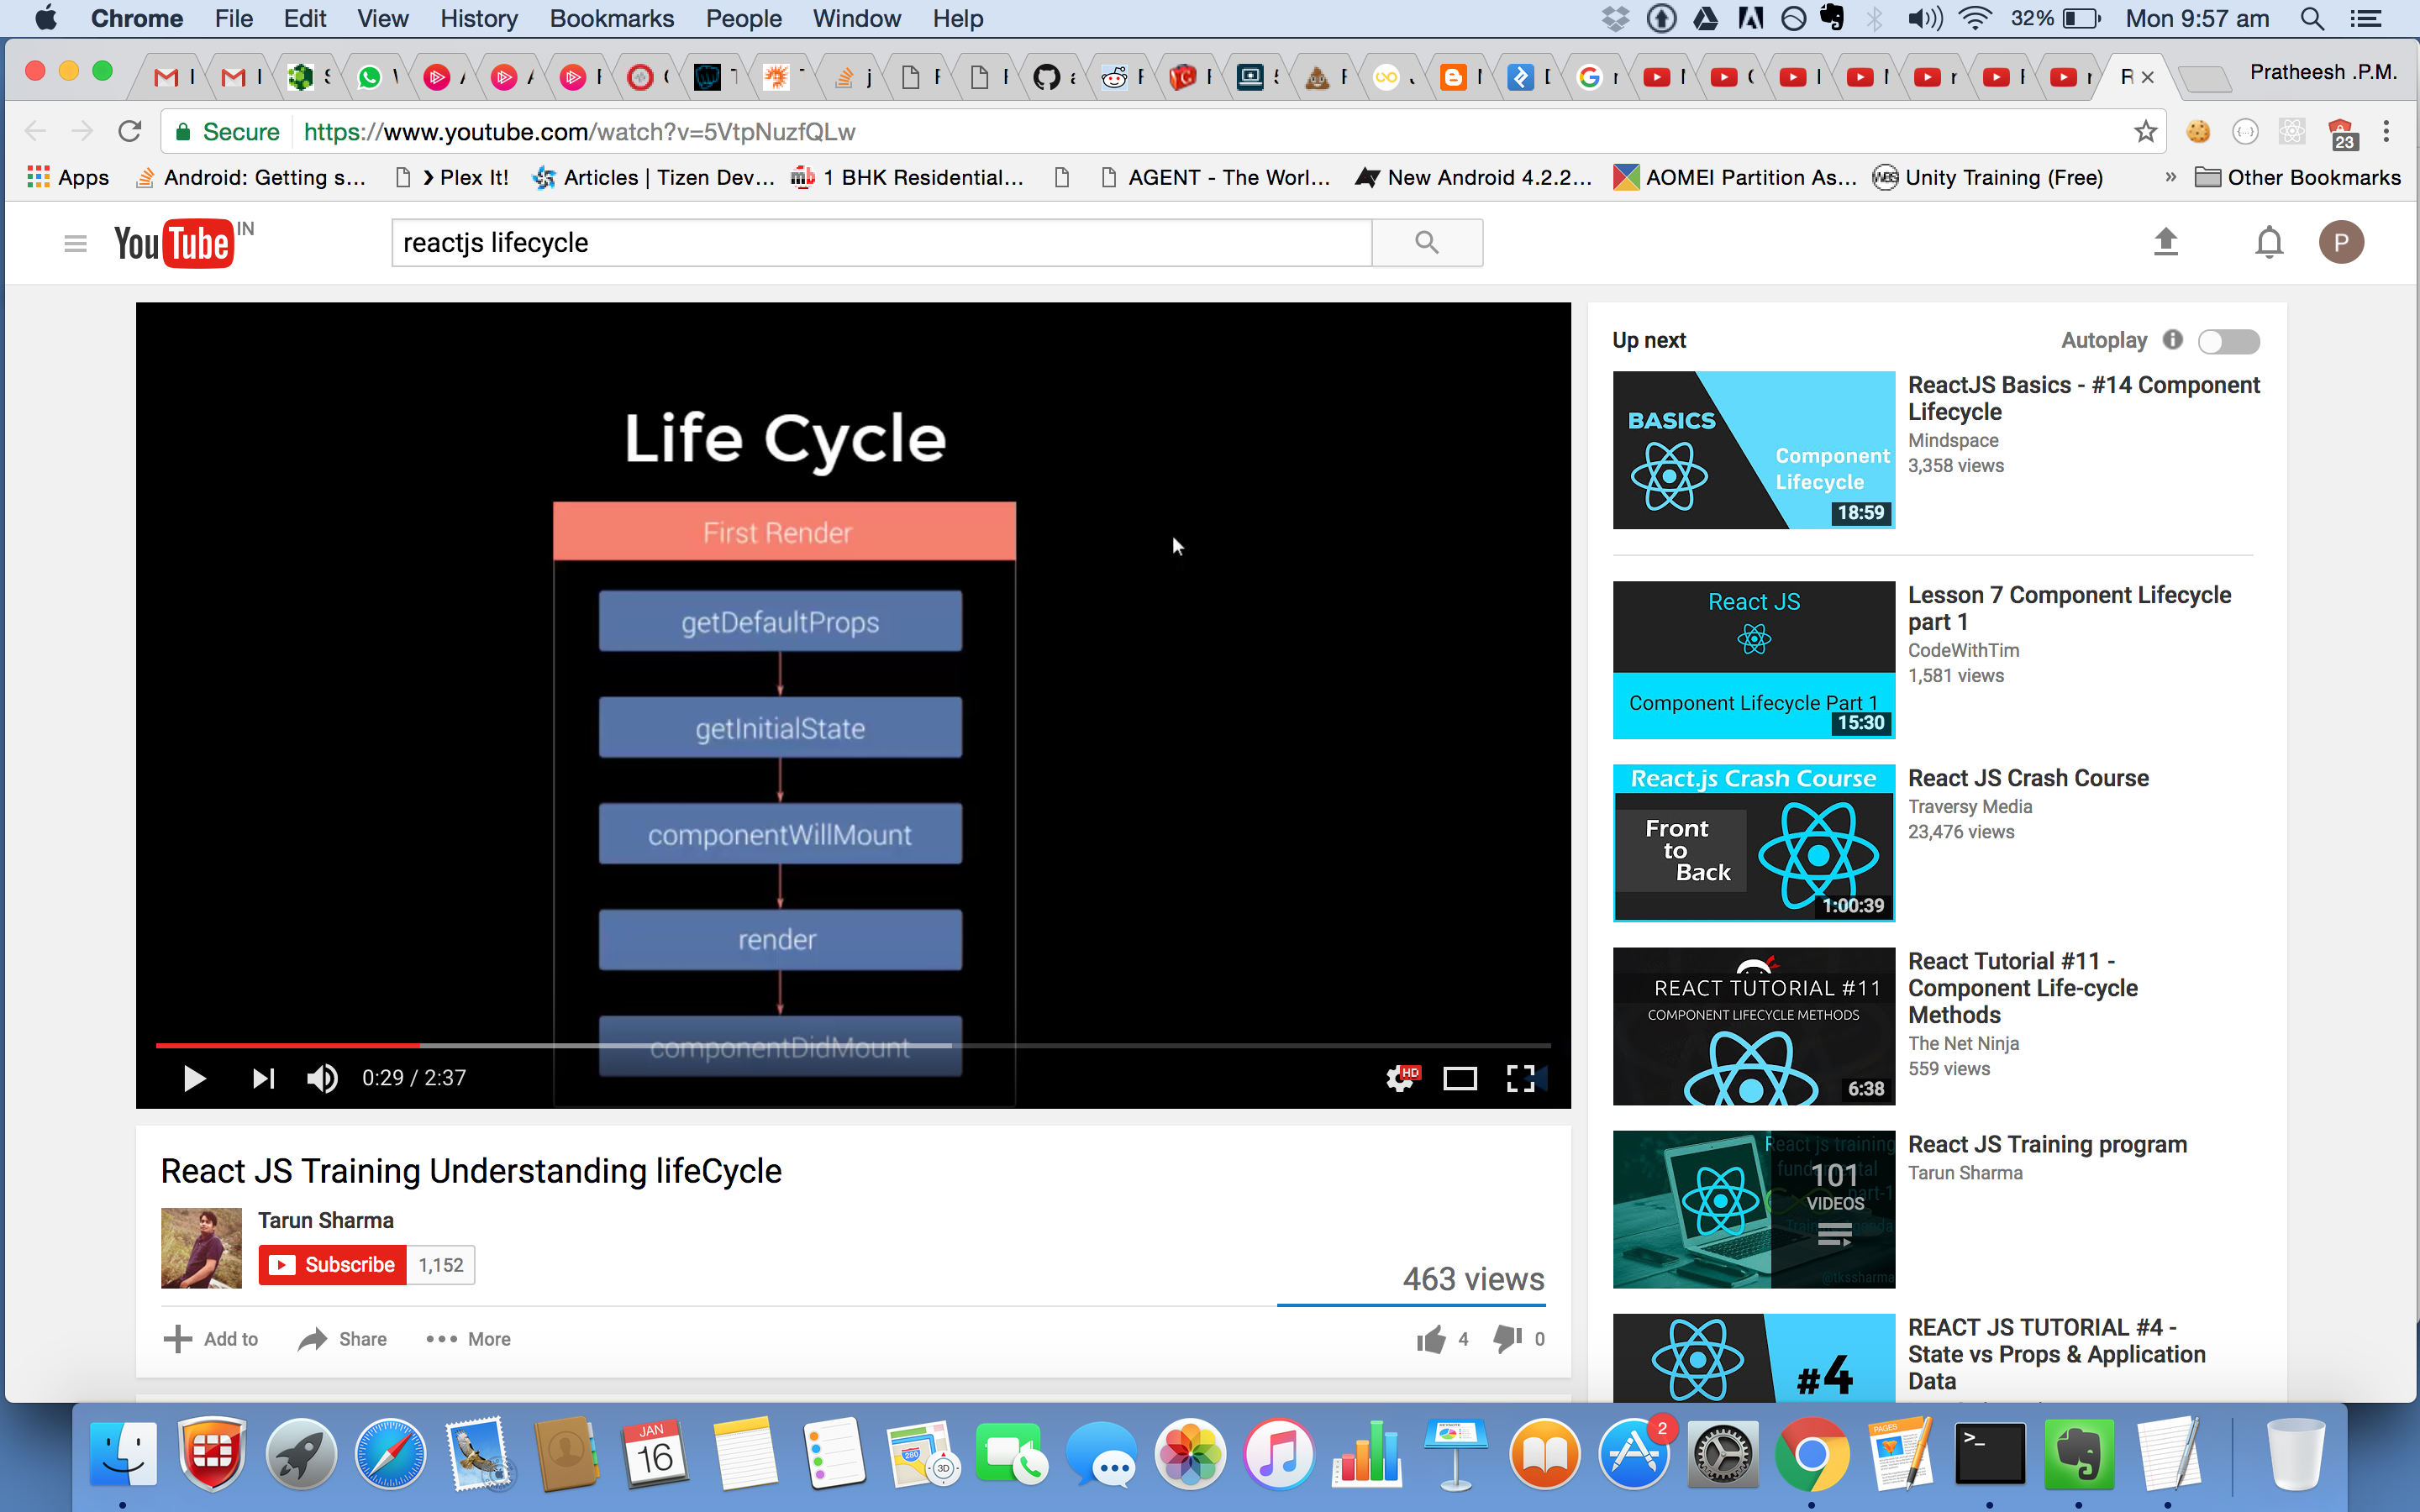 Chrome File Edit View History Bookmarks People Window Help 32% Mon 9:57 am
Pratheesh .P.M.
Secure https://www.youtube.com/watch?v=5VtpNuzfQLw 23
Apps Android: Getting s... › Plex It! Articles | Tizen Dev... mb 1 BHK Residential... AGENT - The Worl... New Android 4.2.2... AOMEI Partition As... Unity Training (Free) » Other Bookmarks
YouTube IN reactjs lifecycle P
Life Cycle
First Render
getDefaultProps
getInitialState
componentWillMount
render
componentDidMount
0:29 / 2:37 HD
React JS Training Understanding lifeCycle
Tarun Sharma
Subscribe 1,152
463 views
Add to Share More 4 0
Up next Autoplay
BASICS
Component
Lifecycle
18:59
ReactJS Basics - #14 Component
Lifecycle
Mindspace
3,358 views
React JS
Component Lifecycle Part 1
15:30
Lesson 7 Component Lifecycle
part 1
CodeWithTim
1,581 views
React.js Crash Course
Front
to
Back
1:00:39
React JS Crash Course
Traversy Media
23,476 views
REACT TUTORIAL #11
COMPONENT LIFECYCLE METHODS
6:38
React Tutorial #11 -
Component Life-cycle
Methods
The Net Ninja
559 views
React js training
101
VIDEOS
@tkssharma
React JS Training program
Tarun Sharma
#4
REACT JS TUTORIAL #4 -
State vs Props & Application
Data
JAN
16
280
3D
2
PAGES
>_